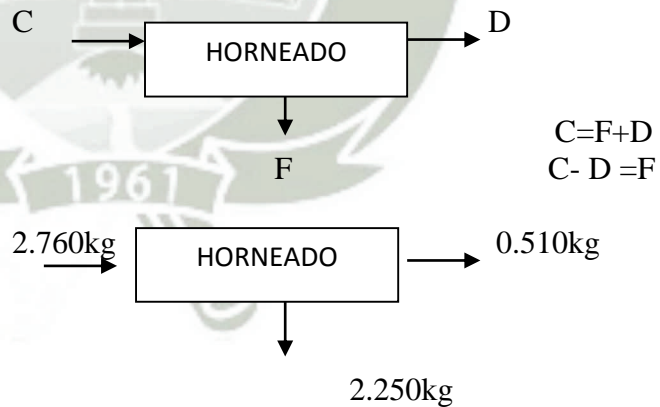 C
D
HORNEADO
C=F+D
F
C- D =F
1961
2.760kg
HORNEADO
0.510kg
2.250kg